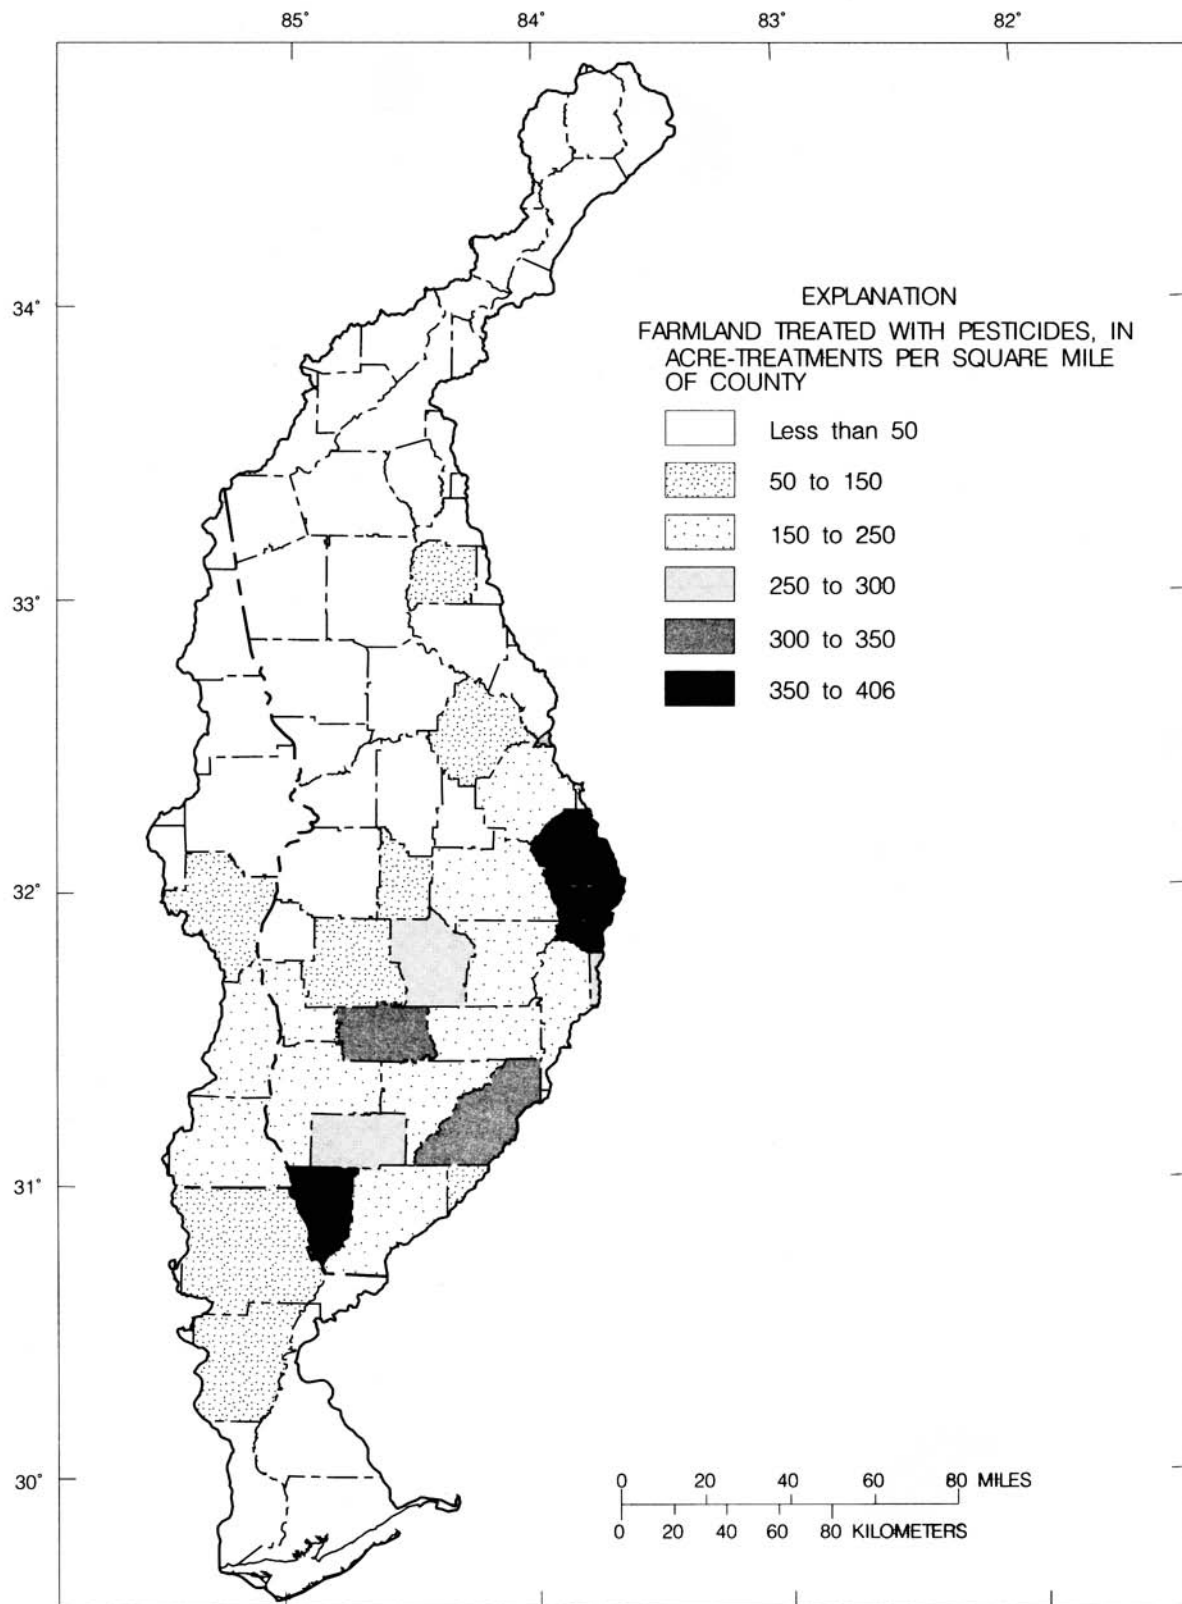 85° 84° 83° 82°
34°
33°
32°
31°
30°
EXPLANATION
FARMLAND TREATED WITH PESTICIDES, IN
ACRE-TREATMENTS PER SQUARE MILE
OF COUNTY
Less than 50
50 to 150
150 to 250
250 to 300
300 to 350
350 to 406
0 20 40 60 80 MILES
0 20 40 60 80 KILOMETERS